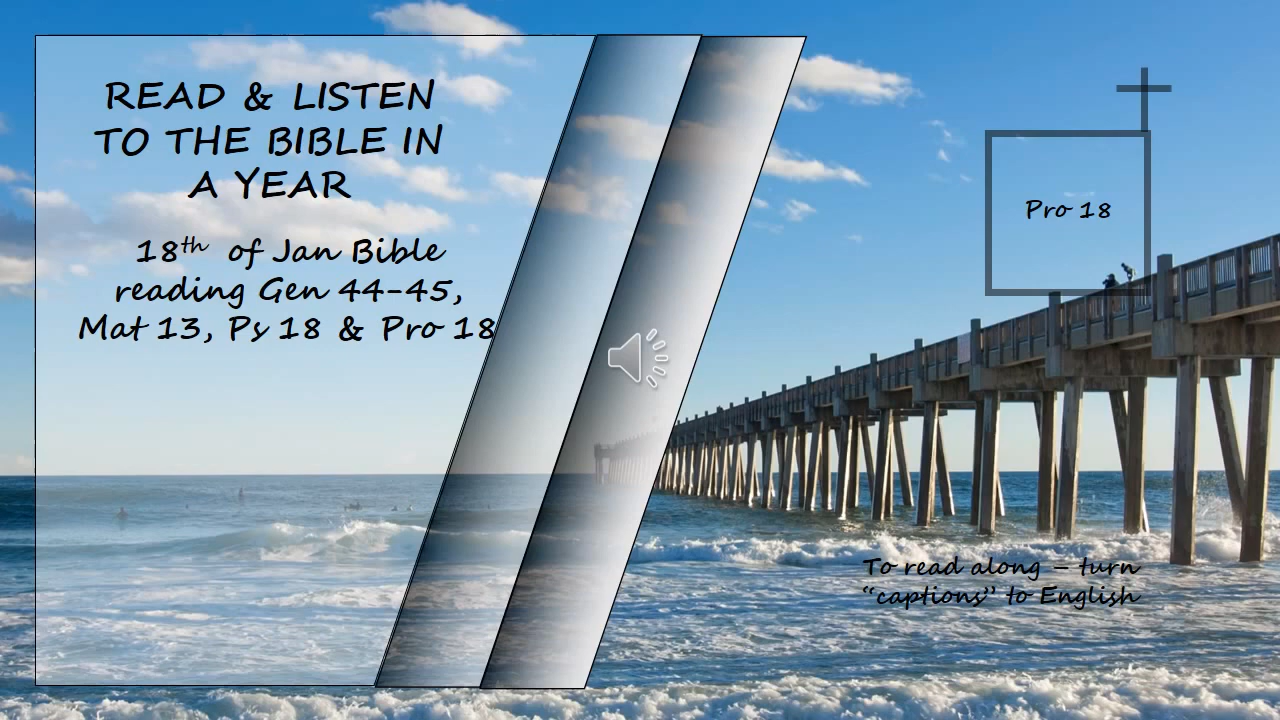 READ & LISTEN
TO THE BIBLE IN
A YEAR
18th of Jan Bible
reading Gen 44-45,
Mat 13, Ps 18 & Pro 18
Pro 18
To read along – turn
“captions” to English